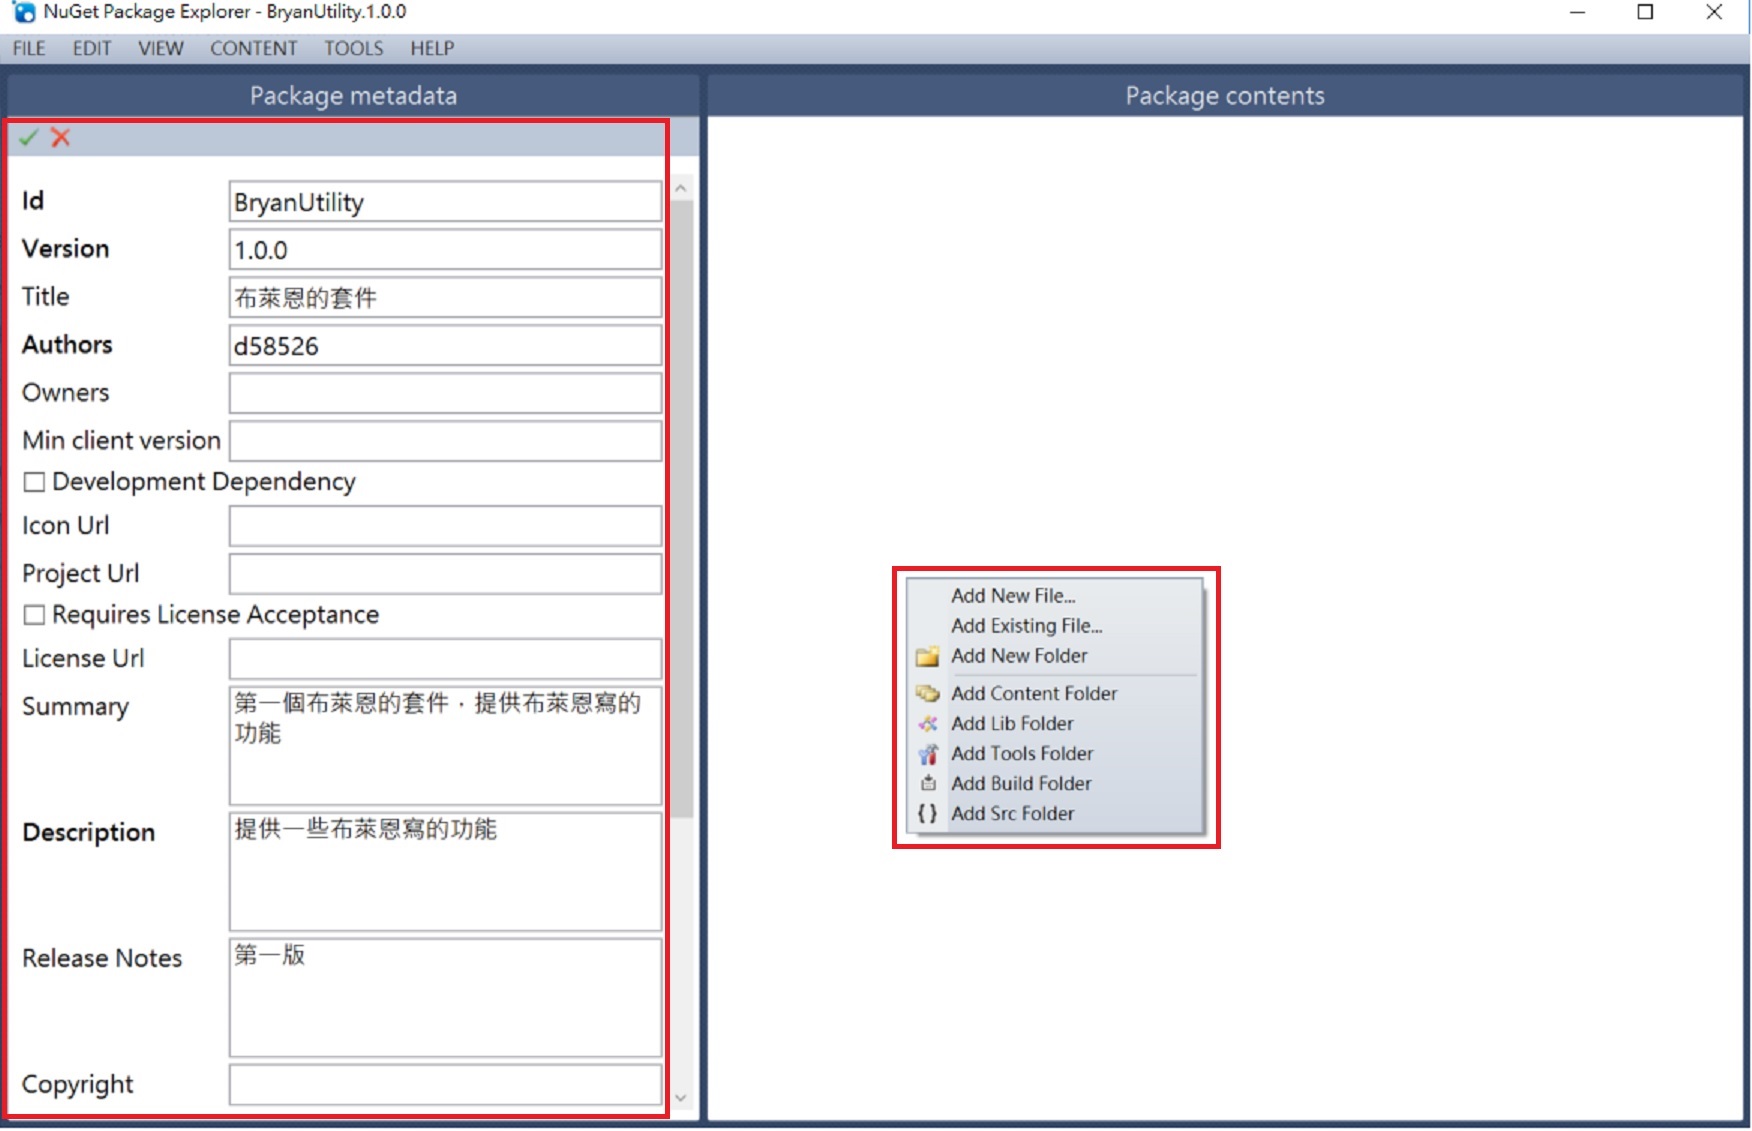 NuGet Package Explorer - BryanUtility.1.0.0
FILE EDIT VIEW CONTENT TOOLS HELP
Package metadata
Id BryanUtility
Version 1.0.0
Title 布萊恩的套件
Authors d58526
Owners
Min client version
Development Dependency
Icon Url
Project Url
Requires License Acceptance
License Url
Summary 第一個布萊恩的套件，提供布萊恩寫的
功能
Description 提供一些布萊恩寫的功能
Release Notes 第一版
Copyright
Package contents
Add New File...
Add Existing File...
Add New Folder
Add Content Folder
Add Lib Folder
Add Tools Folder
Add Build Folder
Add Src Folder